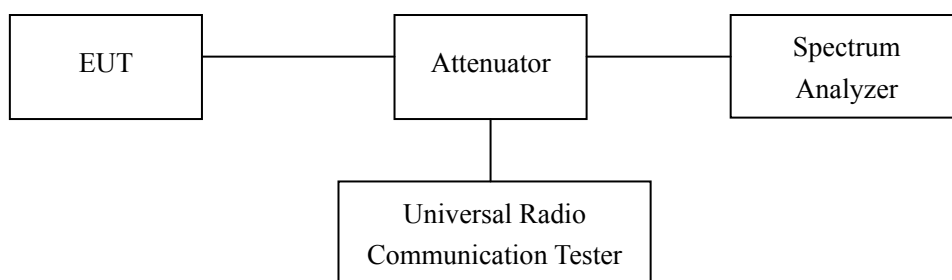 EUT
Attenuator
Spectrum
Analyzer
Universal Radio
Communication Tester